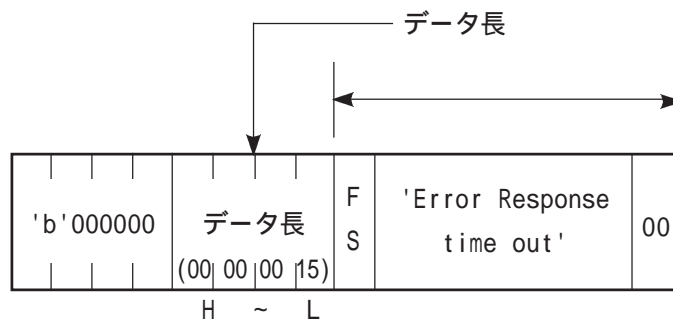 データ長
'b'000000
データ長
(00 00 00 15)
F
S
'Error Response
time out'
00
H ~ L